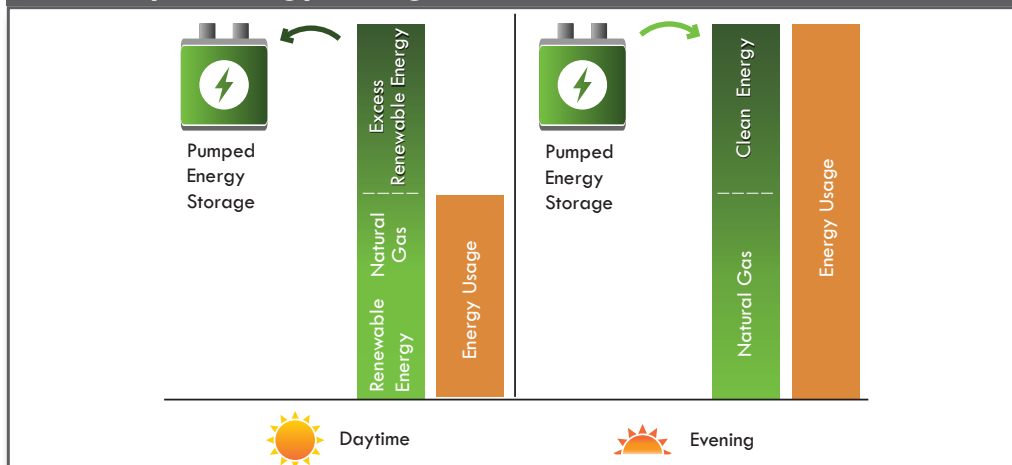 Pumped
Energy
Storage
Excess
Renewable Energy
Natural
Gas
Renewable
Energy
Energy Usage
Daytime
Pumped
Energy
Storage
Clean Energy
Natural Gas
Energy Usage
Evening